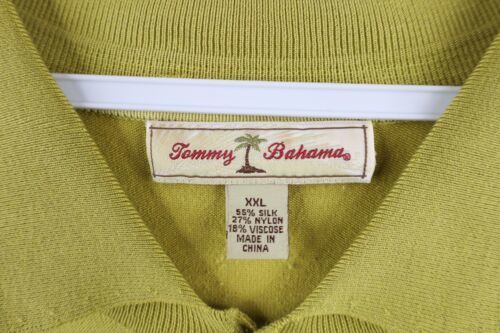 Tommy Bahama®
XXL
55% SILK
27% NYLON
18% VISCOSE
MADE IN
CHINA